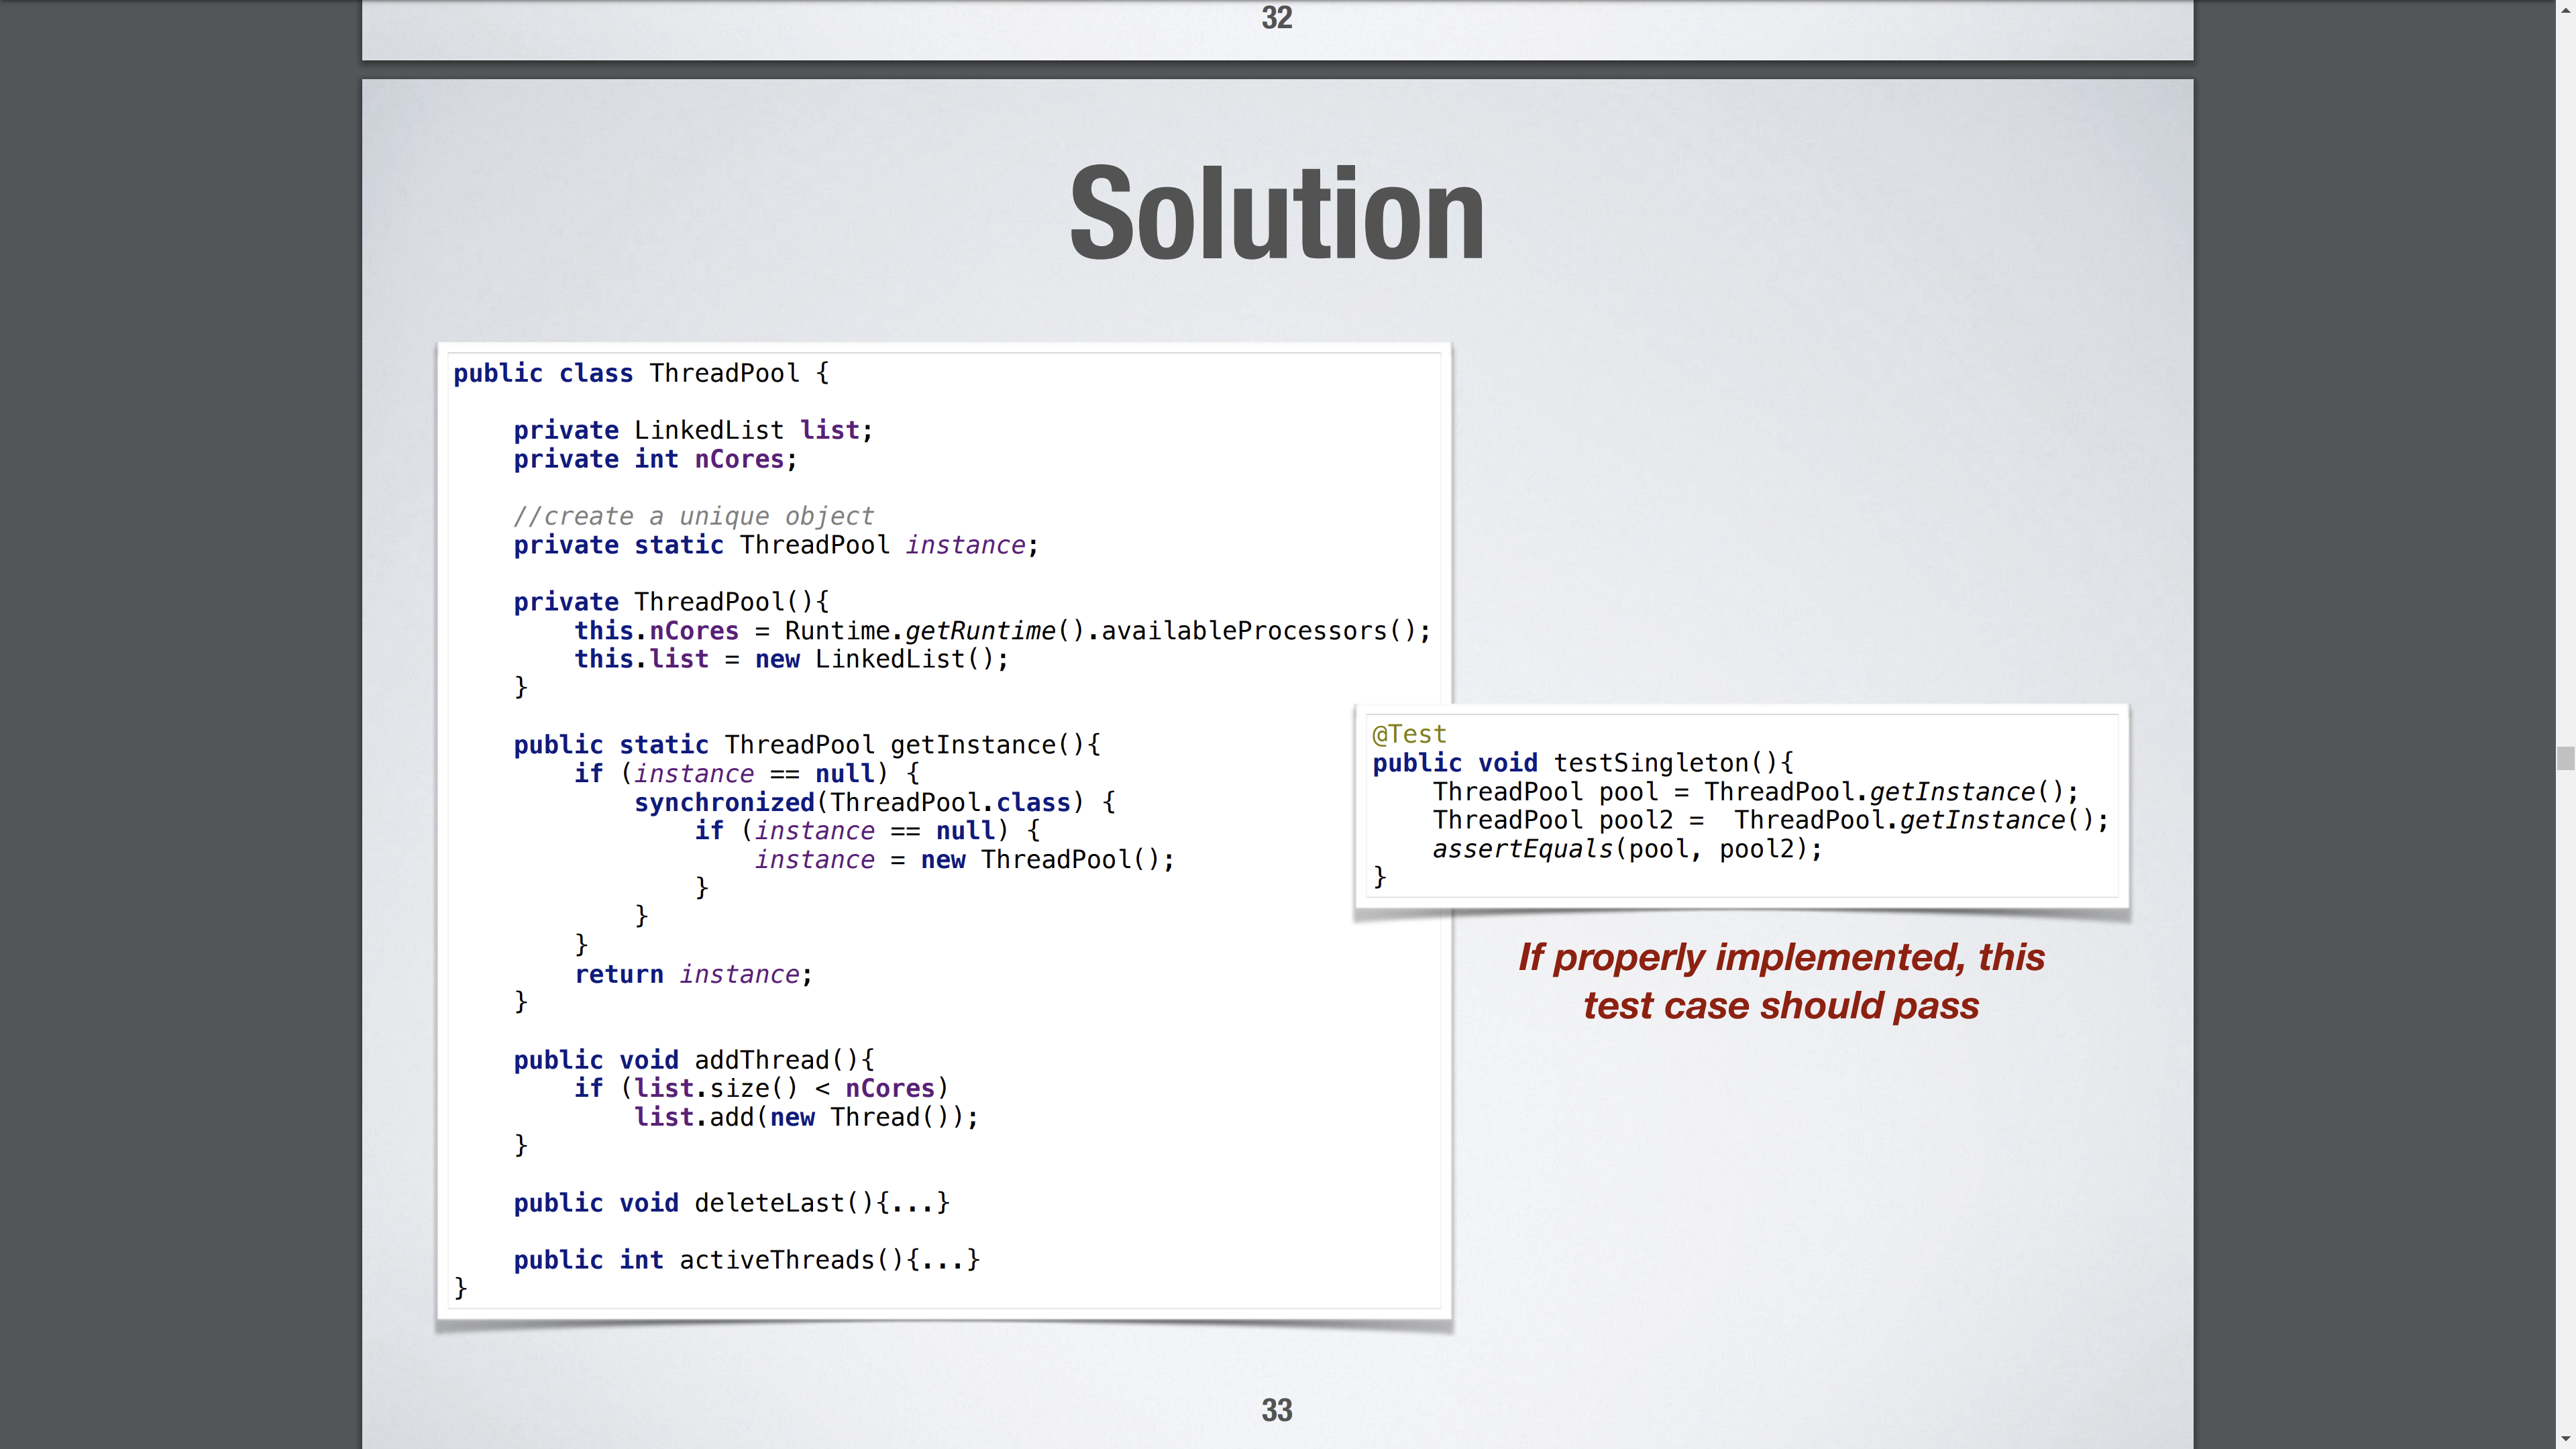 32
Solution
public class ThreadPool {
private LinkedList list;
private int nCores;
//create a unique object
private static ThreadPool instance;
private ThreadPool(){
this.nCores = Runtime.getRuntime().availableProcessors();
this.list = new LinkedList();
}
public static ThreadPool getInstance(){
if (instance == null) {
synchronized(ThreadPool.class) {
if (instance == null) {
instance = new ThreadPool();
}
}
}
return instance;
}
public void addThread(){
if (list.size() < nCores)
list.add(new Thread());
}
public void deleteLast(){...}
public int activeThreads(){...}
}
@Test
public void testSingleton(){
ThreadPool pool = ThreadPool.getInstance();
ThreadPool pool2 =  ThreadPool.getInstance();
assertEquals(pool, pool2);
}
If properly implemented, this
test case should pass
33